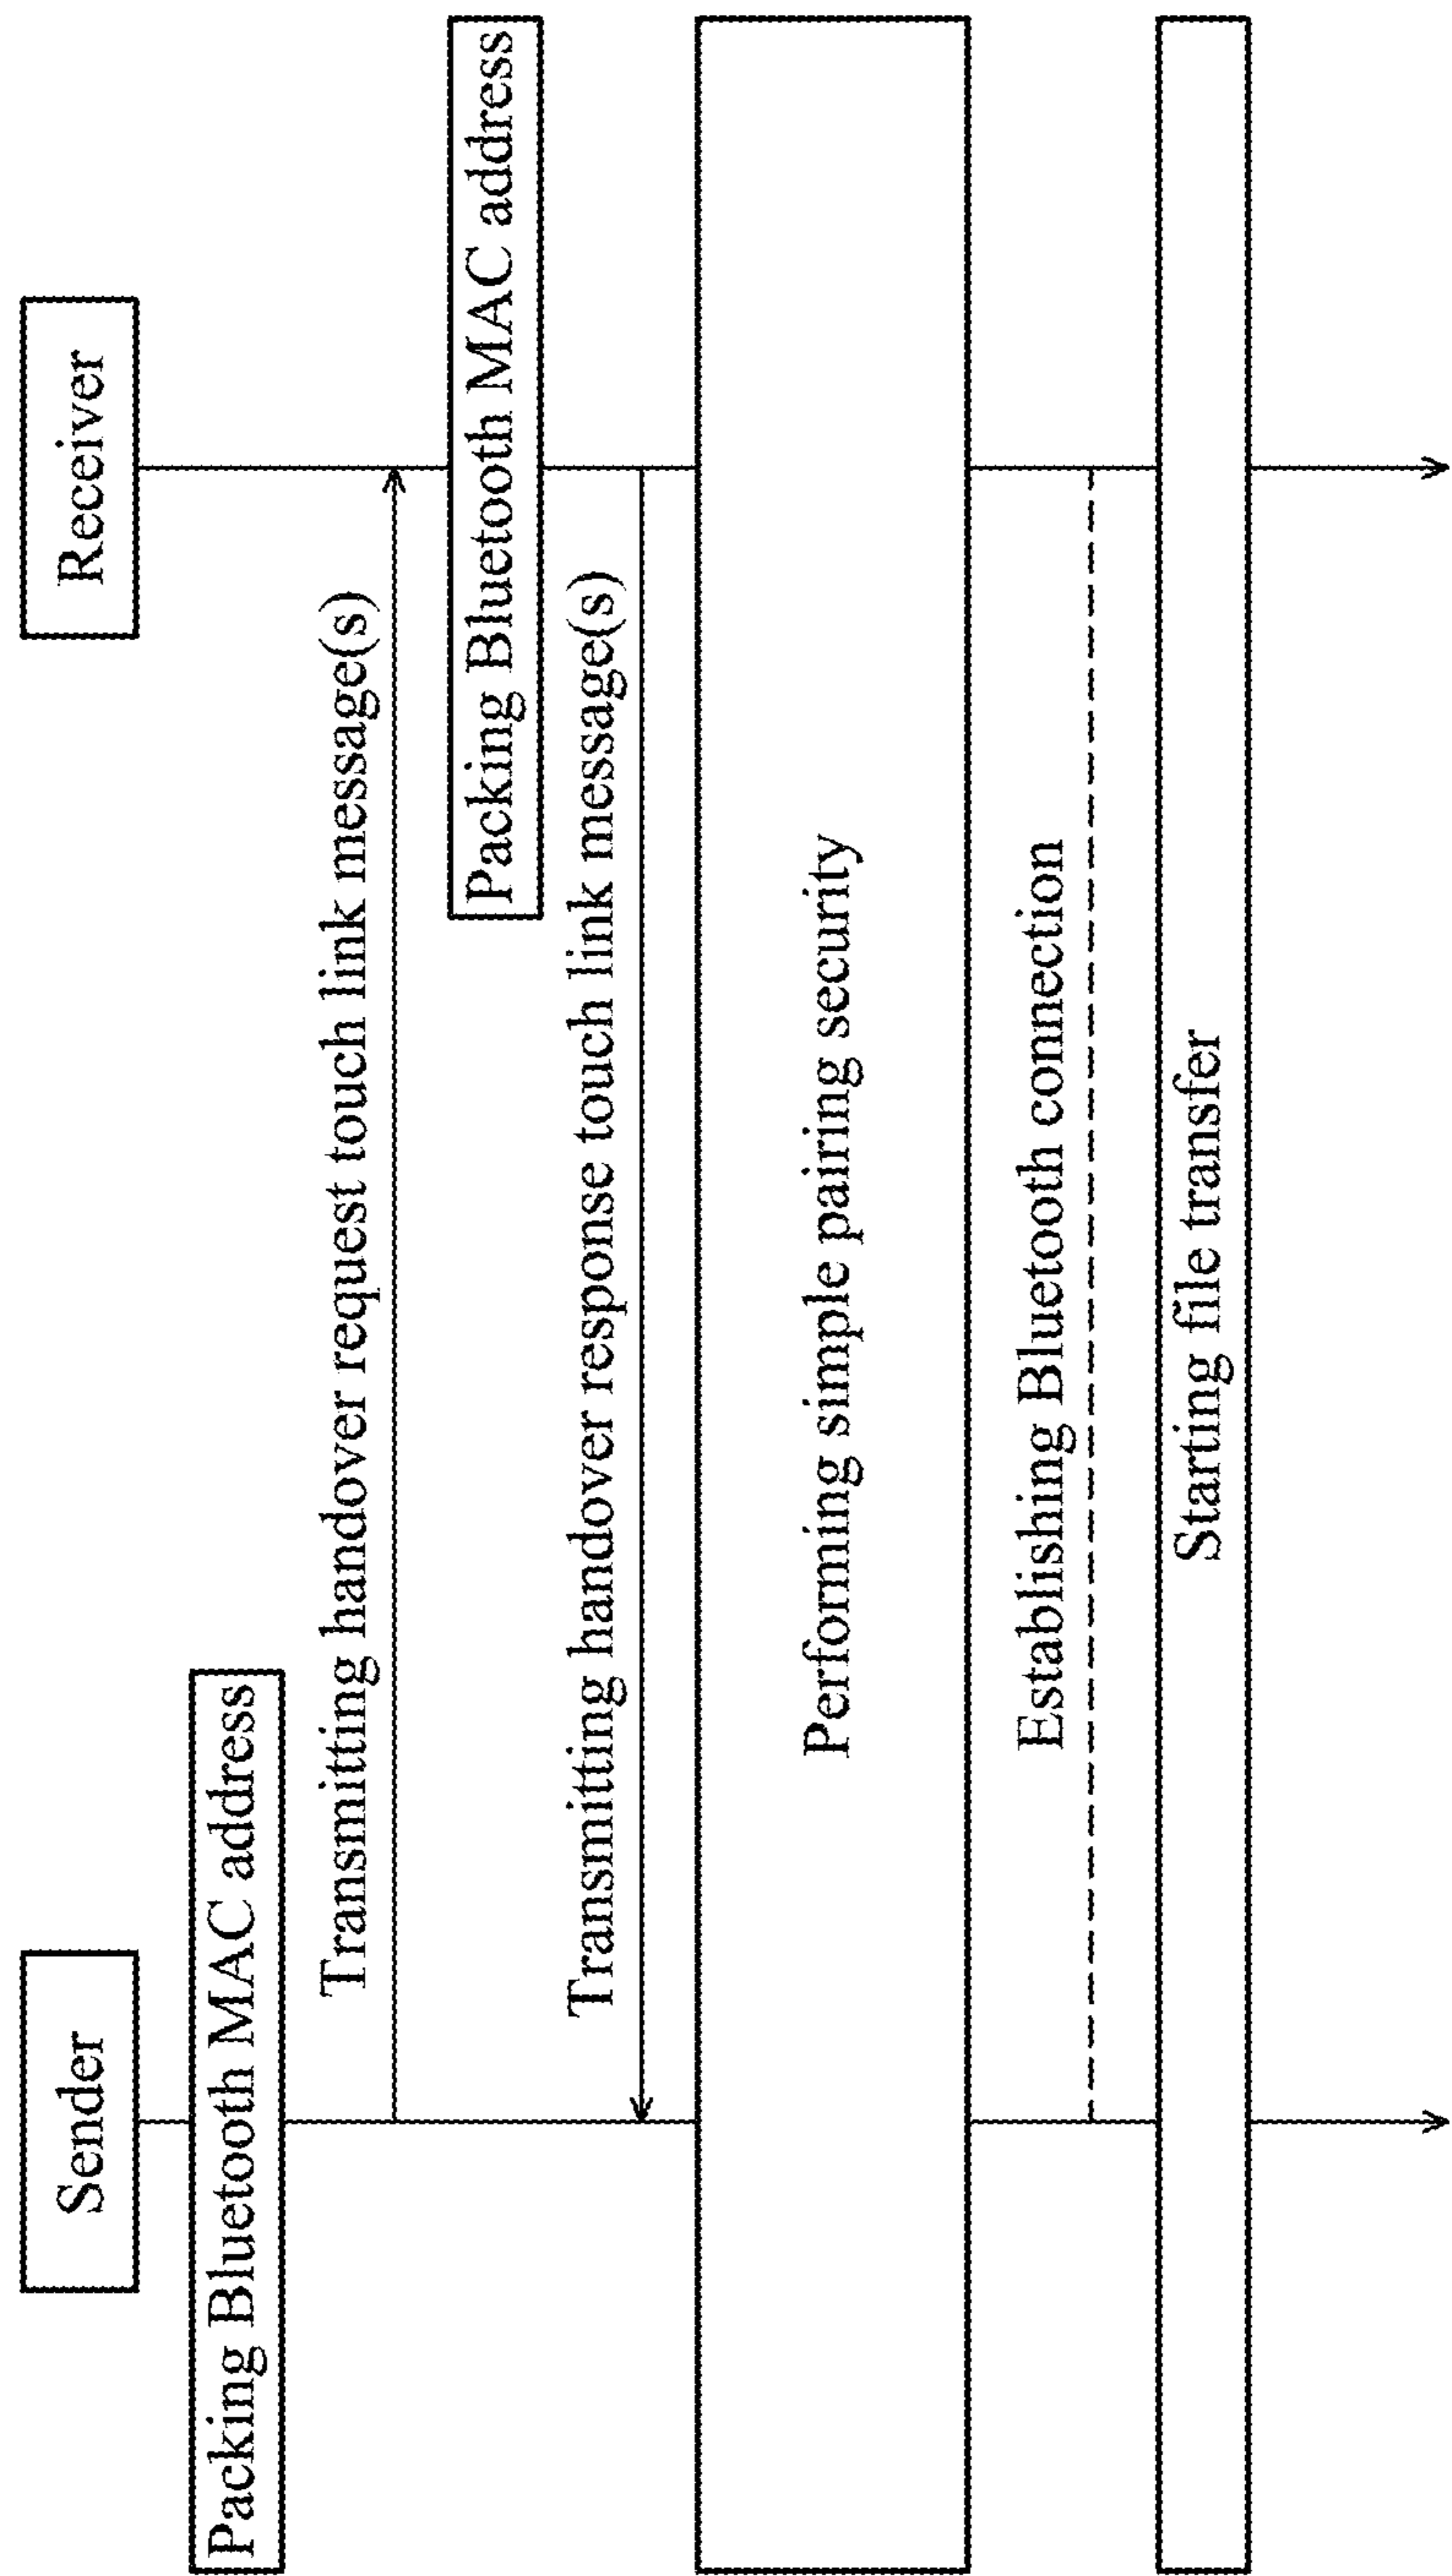 Sender
Receiver
Packing Bluetooth MAC address
Transmitting handover request touch link message(s)
Packing Bluetooth MAC address
Transmitting handover response touch link message(s)
Performing simple pairing security
Establishing Bluetooth connection
Starting file transfer